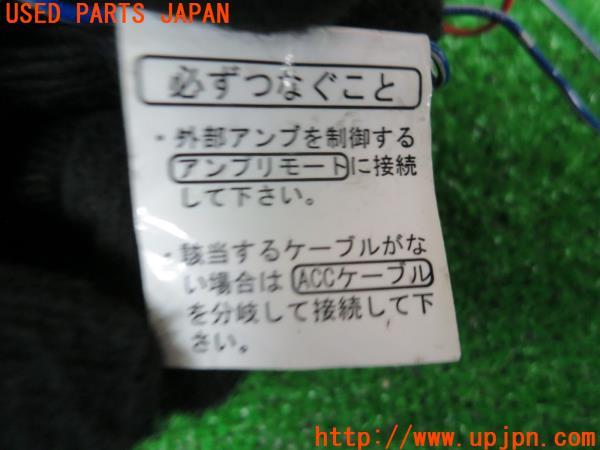 USED PARTS JAPAN
必ずつなぐこと
・外部アンプを制御する
アンプリモートに接続
して下さい。
・該当するケーブルがな
い場合はACCケーブル
を分岐して接続して下
さい。
http://www.upjpn.com